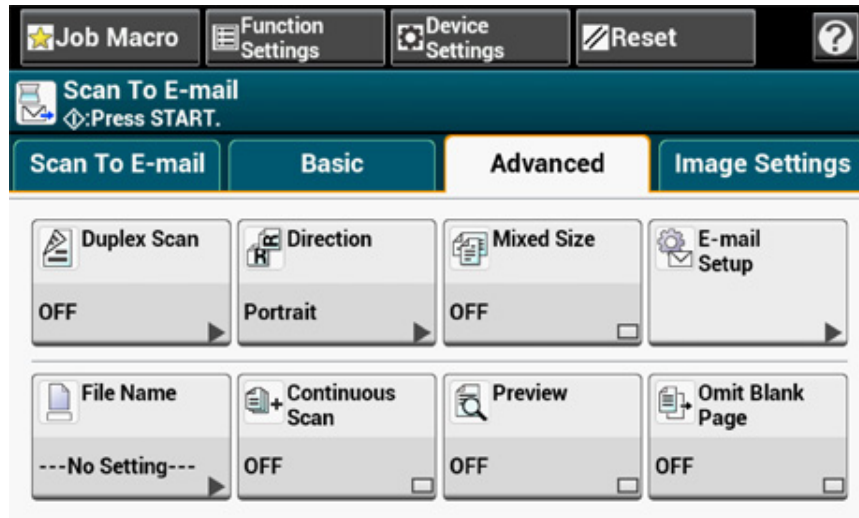 Job Macro
Function
Settings
Device
Settings
Reset
?
Scan To E-mail
:Press START.
Scan To E-mail
Basic
Advanced
Image Settings
Duplex Scan
OFF
Direction
Portrait
Mixed Size
OFF
E-mail
Setup
File Name
---No Setting---
Continuous
Scan
OFF
Preview
OFF
Omit Blank
Page
OFF